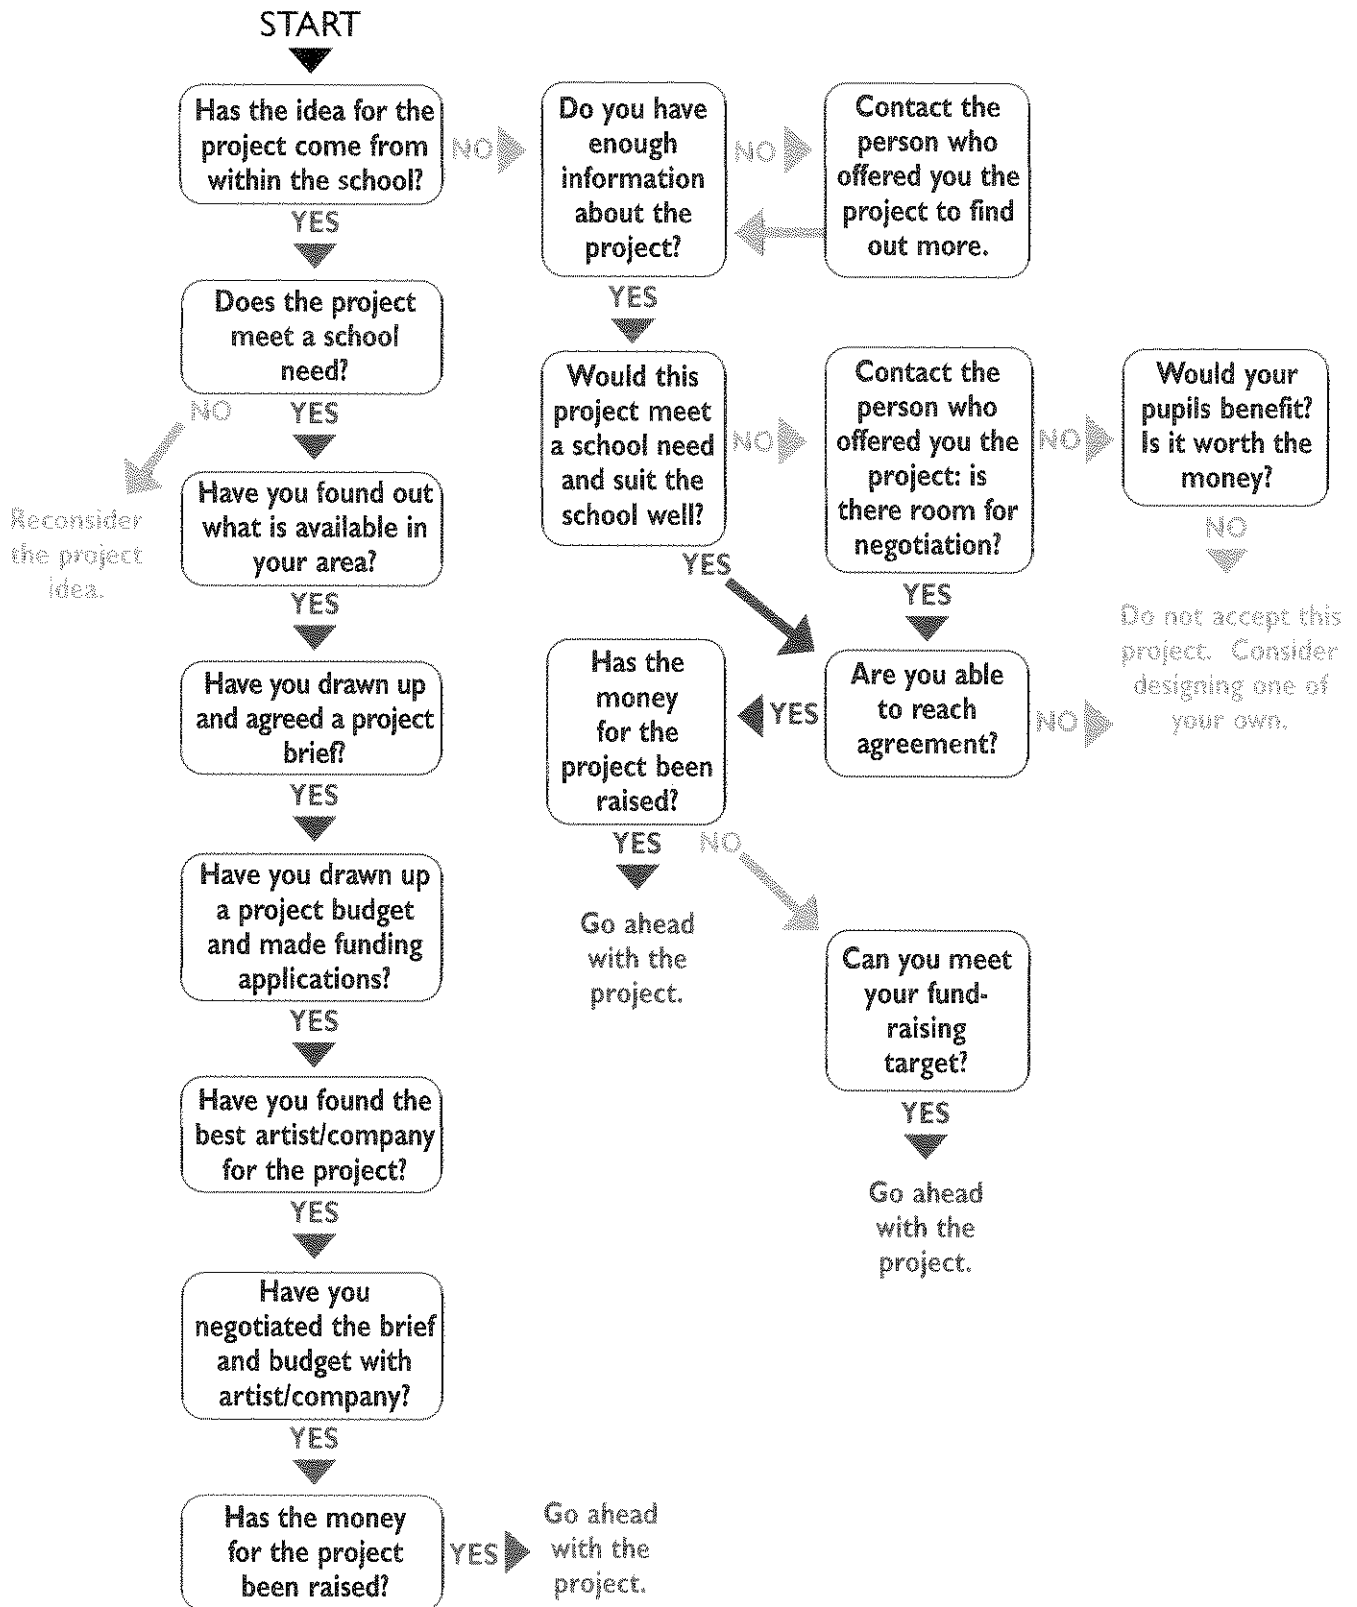 START
Has the idea for the
project come from
within the school?
NO
Do you have
enough
information
about the
project?
NO
Contact the
person who
offered you the
project to find
out more.
YES
YES
Does the project
meet a school
need?
NO
YES
Reconsider
the project
idea.
Would this
project meet
a school need
and suit the
school well?
NO
Contact the
person who
offered you the
project: is
there room for
negotiation?
NO
Would your
pupils benefit?
Is it worth the
money?
NO
Do not accept this
project. Consider
designing one of
your own.
Have you found out
what is available in
your area?
YES
YES
YES
Have you drawn up
and agreed a project
brief?
YES
Has the
money
for the
project been
raised?
YES
Are you able
to reach
agreement?
NO
YES
NO
Go ahead
with the
project.
Have you drawn up
a project budget
and made funding
applications?
YES
Can you meet
your fund-
raising
target?
YES
Go ahead
with the
project.
Have you found the
best artist/company
for the project?
YES
Have you
negotiated the brief
and budget with
artist/company?
YES
Has the money
for the project
been raised?
YES
Go ahead
with the
project.